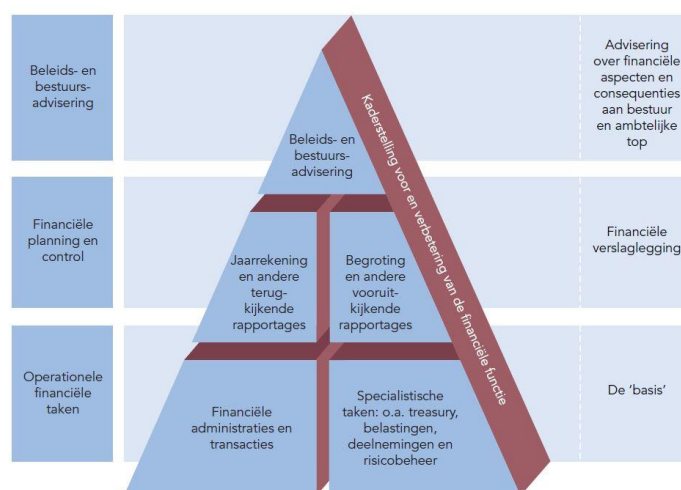 Beleids- en
bestuurs-
advisering
Beleids- en
bestuurs-
advisering
Kaderstelling voor en verbetering van de financiële functie
Advisering
over financiële
aspecten en
consequenties
aan bestuur
en ambtelijke
top
Financiële
planning en
control
Jaarrekening
en andere
terug-
kijkende
rapportages
Begroting
en andere
vooruit-
kijkende
rapportages
Financiële
verslaglegging
Operationele
financiële
taken
Financiële
administraties en
transacties
Specialistische
taken: o.a. treasury,
belastingen,
deelnemingen en
risicobeheer
De ‘basis’